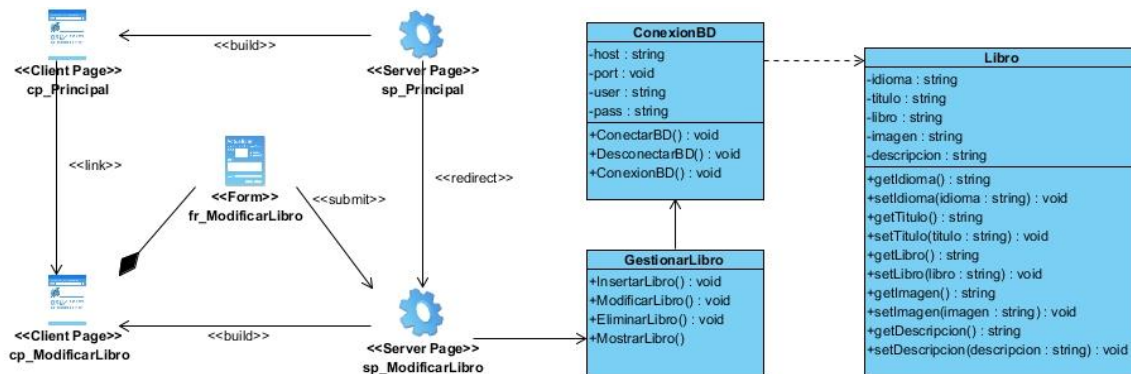 <<Client Page>>
cp_Principal
<<build>>
<<Server Page>>
sp_Principal
<<link>>
<<Form>>
fr_ModificarLibro
<<submit>>
<<redirect>>
<<Client Page>>
cp_ModificarLibro
<<build>>
<<Server Page>>
sp_ModificarLibro
ConexionBD
-host : string
-port : void
-user : string
-pass : string
+ConectarBD() : void
+DesconectarBD() : void
+ConexionBD() : void
GestionarLibro
+InsertarLibro() : void
+ModificarLibro() : void
+EliminarLibro() : void
+MostrarLibro()
Libro
-idioma : string
-titulo : string
-libro : string
-imagen : string
-descripcion : string
+getIdioma() : string
+setIdioma(idioma : string) : void
+getTitulo() : string
+setTitulo(titulo : string) : void
+getLibro() : string
+setLibro(libro : string) : void
+getImagen() : string
+setImagen(imagen : string) : void
+getDescripcion() : string
+setDescripcion(descripcion : string) : void